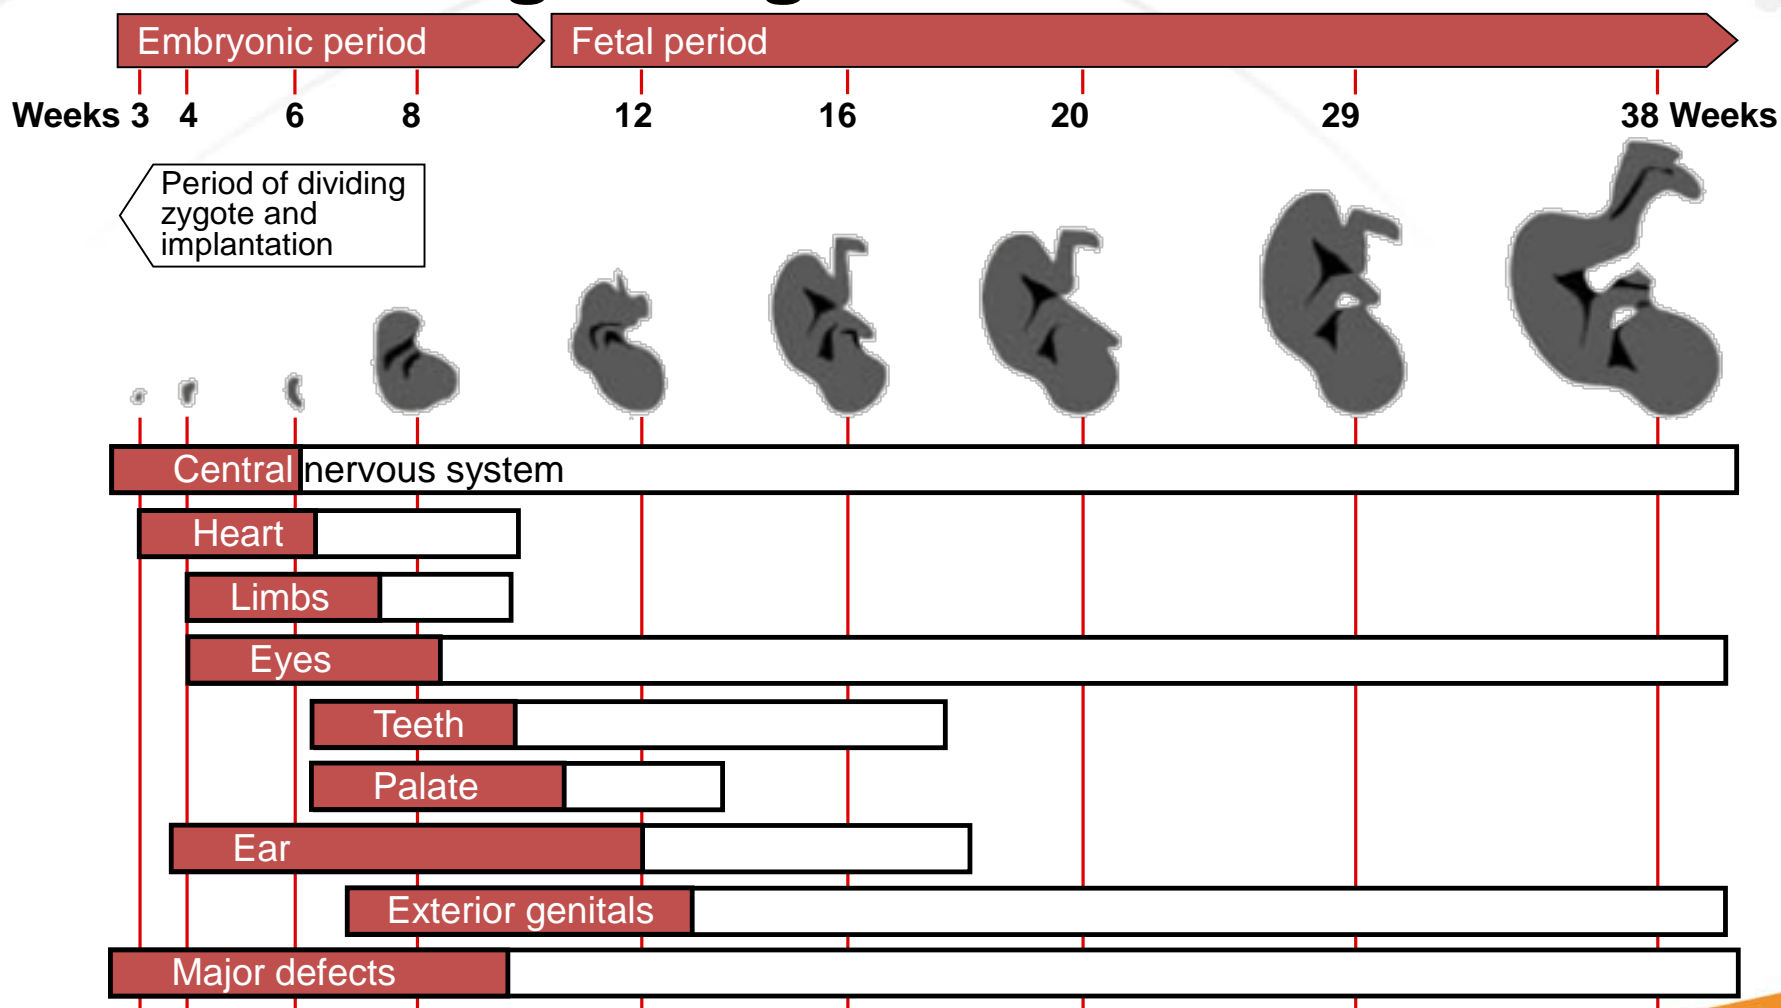 Embryonic period
Fetal period
Weeks 3 4 6 8 12 16 20 29 38 Weeks
Period of dividing
zygote and
implantation
Central nervous system
Heart
Limbs
Eyes
Teeth
Palate
Ear
Exterior genitals
Major defects